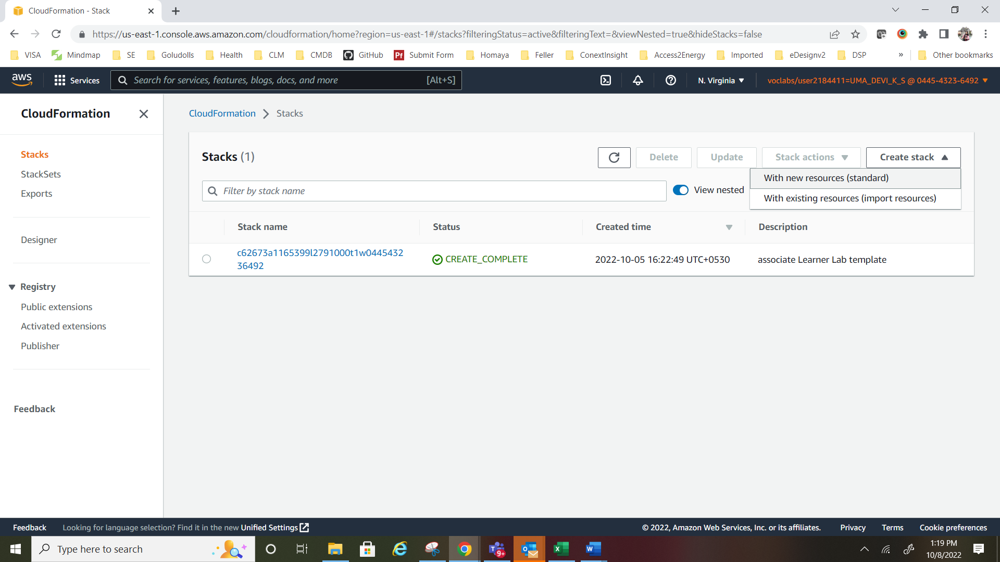 CloudFormation - Stack
https://us-east-1.console.aws.amazon.com/cloudformation/home?region=us-east-1#/stacks?filteringStatus=active&filteringText=&viewNested=true&hideStacks=false
VISA Mindmap SE Goludolls Health CLM CMDB GitHub Pf Submit Form Homaya Feller ConextInsight Access2Energy Imported eDesignv2 DSP » Other bookmarks
aws Services Search for services, features, blogs, docs, and more [Alt+S] N. Virginia voclabs/user2184411=UMA_DEVI_K_S @ 0445-4323-6492
CloudFormation
Stacks
StackSets
Exports
Designer
Registry
Public extensions
Activated extensions
Publisher
Feedback
CloudFormation Stacks
Stacks (1) Delete Update Stack actions Create stack
With new resources (standard)
With existing resources (import resources)
Filter by stack name View nested
Stack name Status Created time Description
c62673a1165399l2791000t1w0445432
36492
CREATE_COMPLETE 2022-10-05 16:22:49 UTC+0530 associate Learner Lab template
Feedback Looking for language selection? Find it in the new Unified Settings © 2022, Amazon Web Services, Inc. or its affiliates. Privacy Terms Cookie preferences
Type here to search
T 9+
1:19 PM
10/8/2022